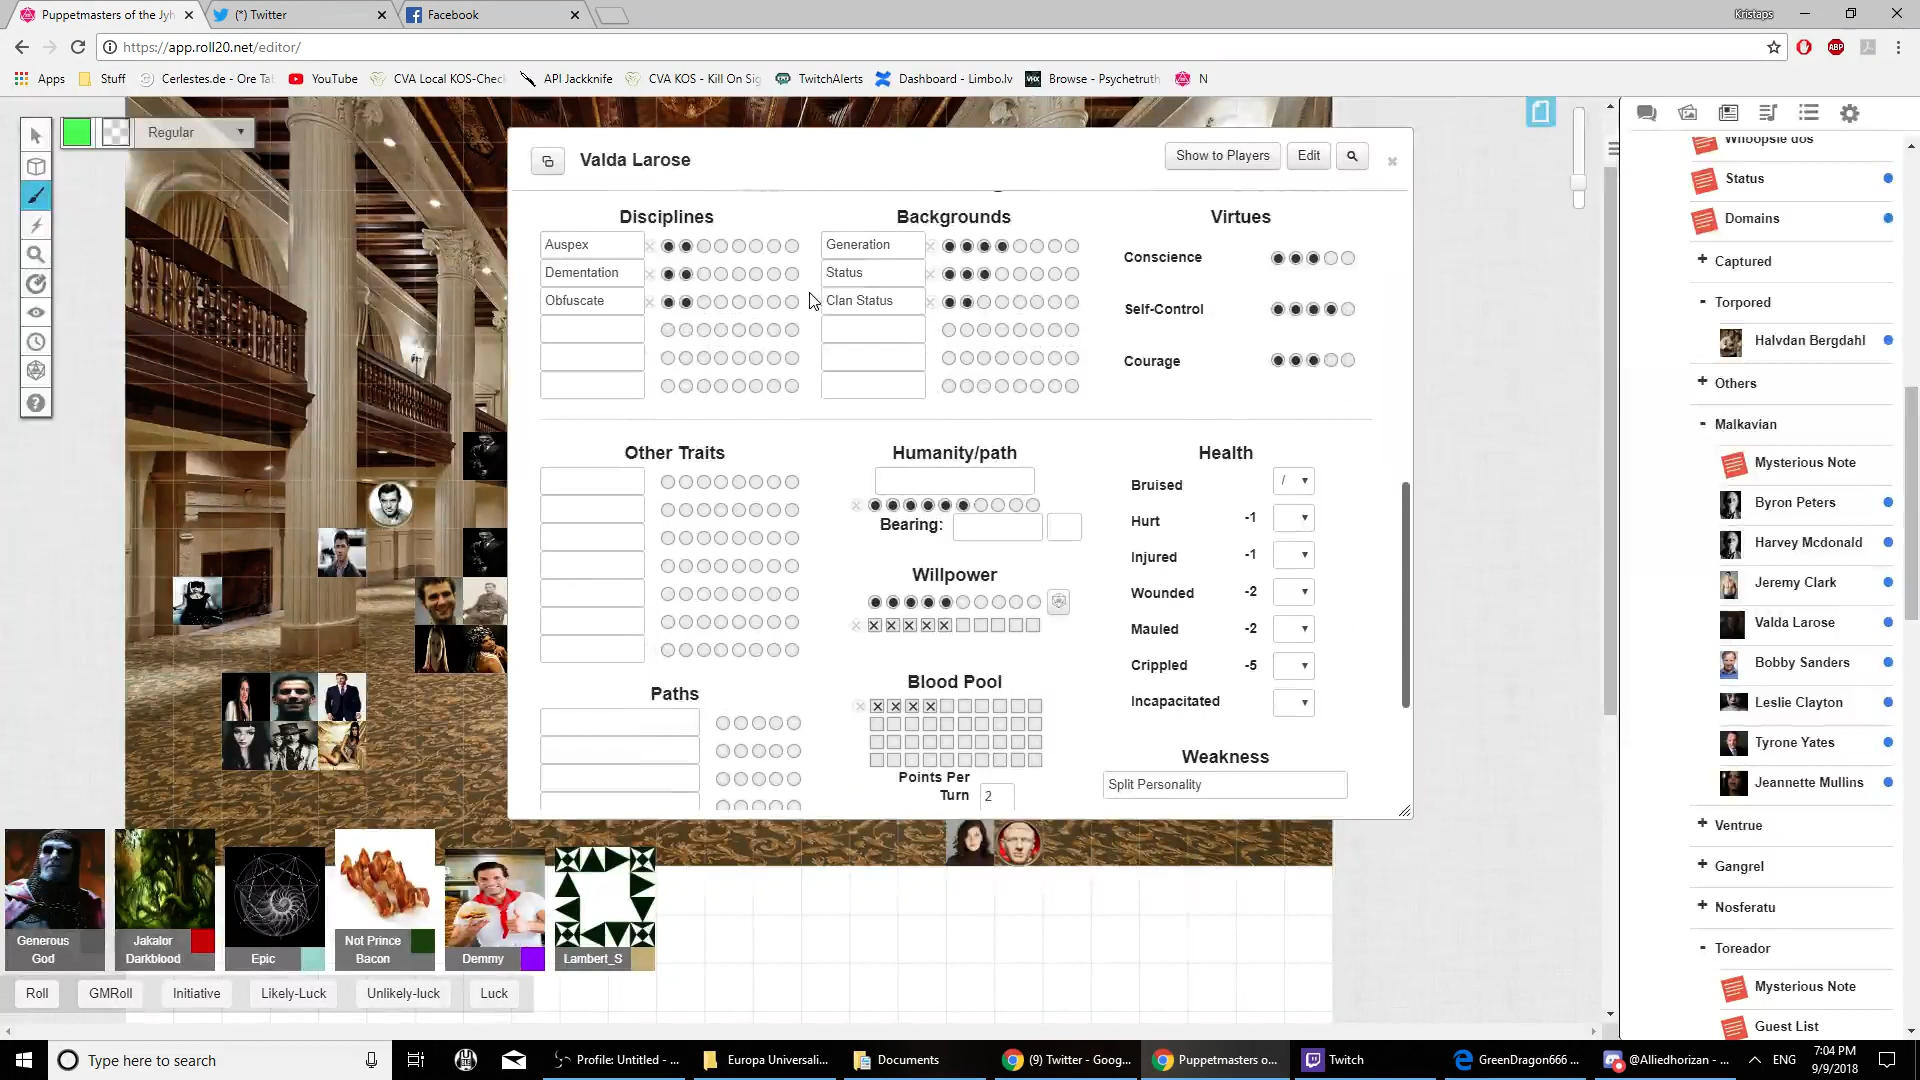 Puppetmasters of the Jyh
(*) Twitter
Facebook
Kristaps
https://app.roll20.net/editor/
Apps
Stuff
Cerlestes.de - Ore Ta
YouTube
CVA Local KOS-Chec
API Jackknife
CVA KOS - Kill On Sig
TwitchAlerts
Dashboard - Limbo.lv
Browse - Psychetruth
N
Regular
Valda Larose
Show to Players
Edit
Disciplines
Backgrounds
Virtues
Auspex
Generation
Conscience
Dementation
Status
Obfuscate
Clan Status
Self-Control
Courage
Other Traits
Humanity/path
Health
Bruised /
Hurt -1
Bearing:
Injured -1
Willpower
Wounded -2
Mauled -2
Crippled -5
Blood Pool
Paths
Incapacitated
Weakness
Points Per
Turn 2
Split Personality
Whoopsie dos
Status
Domains
+ Captured
- Torpored
Halvdan Bergdahl
+ Others
- Malkavian
Mysterious Note
Byron Peters
Harvey Mcdonald
Jeremy Clark
Valda Larose
Bobby Sanders
Leslie Clayton
Tyrone Yates
Jeannette Mullins
+ Ventrue
+ Gangrel
+ Nosferatu
- Toreador
Mysterious Note
Guest List
Generous
God
Jakalor
Darkblood
Epic
Not Prince
Bacon
Demmy
Lambert_S
Roll
GMRoll
Initiative
Likely-Luck
Unlikely-luck
Luck
Type here to search
Profile: Untitled - ...
Europa Universali...
Documents
(9) Twitter - Goog...
Puppetmasters o...
Twitch
GreenDragon666 ...
@Alliedhorizan - ...
ENG
7:04 PM
9/9/2018